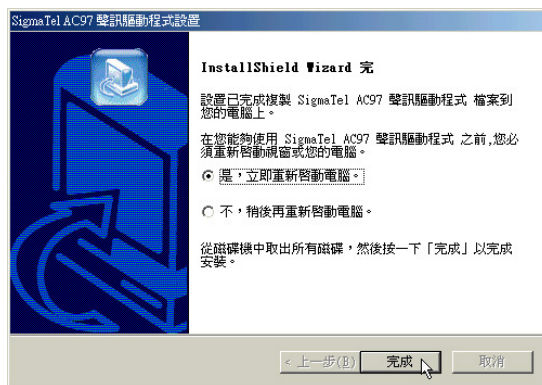 SigmaTel AC97 聲訊驅動程式設置
InstallShield Wizard 完
設置已完成複製 SigmaTel AC97 聲訊驅動程式 檔案到
您的電腦上。
在您能夠使用 SigmaTel AC97 聲訊驅動程式 之前,您必
須重新啓動視窗或您的電腦。
是，立即重新啓動電腦。
不，稍後再重新啓動電腦。
從磁碟機中取出所有磁碟，然後按一下「完成」以完成
安裝。
< 上一步(B)
完成
取消